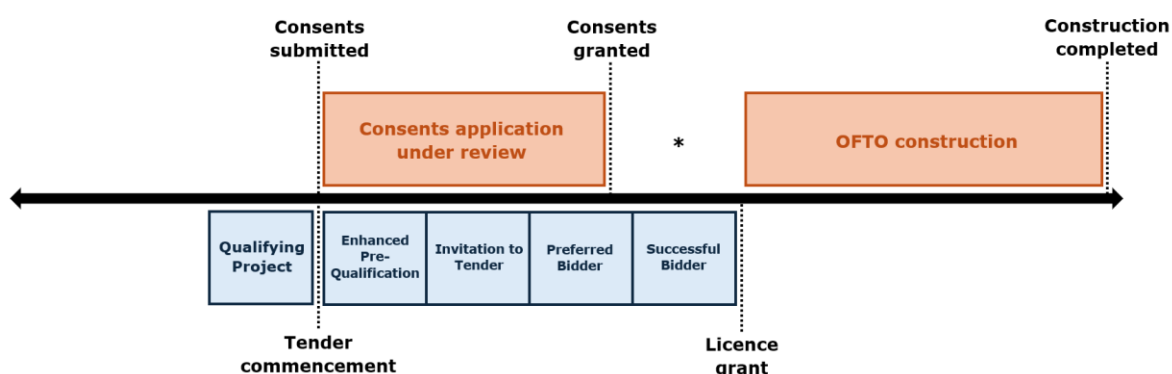 Consents
submitted
Consents
granted
Construction
completed
Consents application
under review
*
OFTO construction
Qualifying
Project
Enhanced
Pre-
Qualification
Invitation to
Tender
Preferred
Bidder
Successful
Bidder
Tender
commencement
Licence
grant